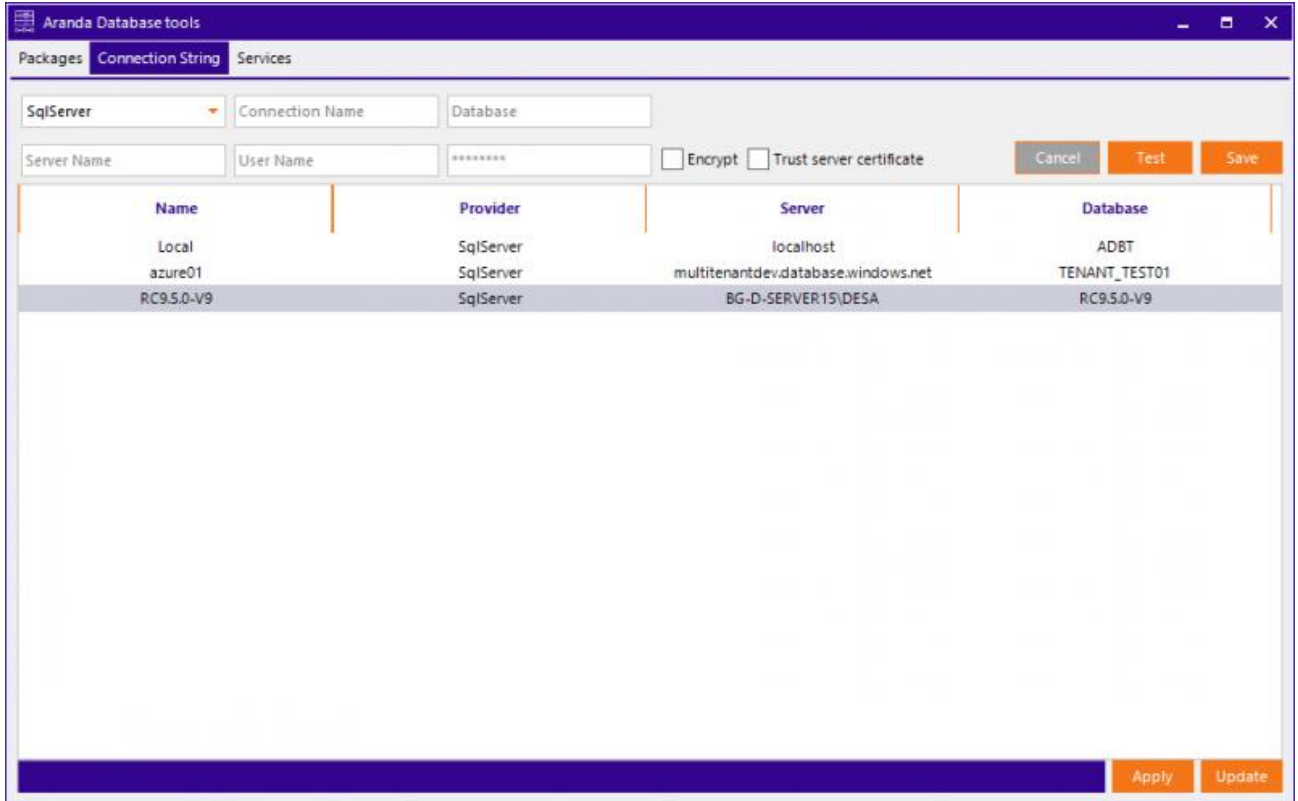 Aranda Database tools
Packages Connection String Services
SqlServer Connection Name Database
Server Name User Name ******** Encrypt Trust server certificate Cancel Test Save
Name Provider Server Database
Local SqlServer localhost ADBT
azure01 SqlServer multitenantdev.database.windows.net TENANT_TEST01
RC9.5.0-V9 SqlServer BG-D-SERVER15\DESA RC9.5.0-V9
Apply Update